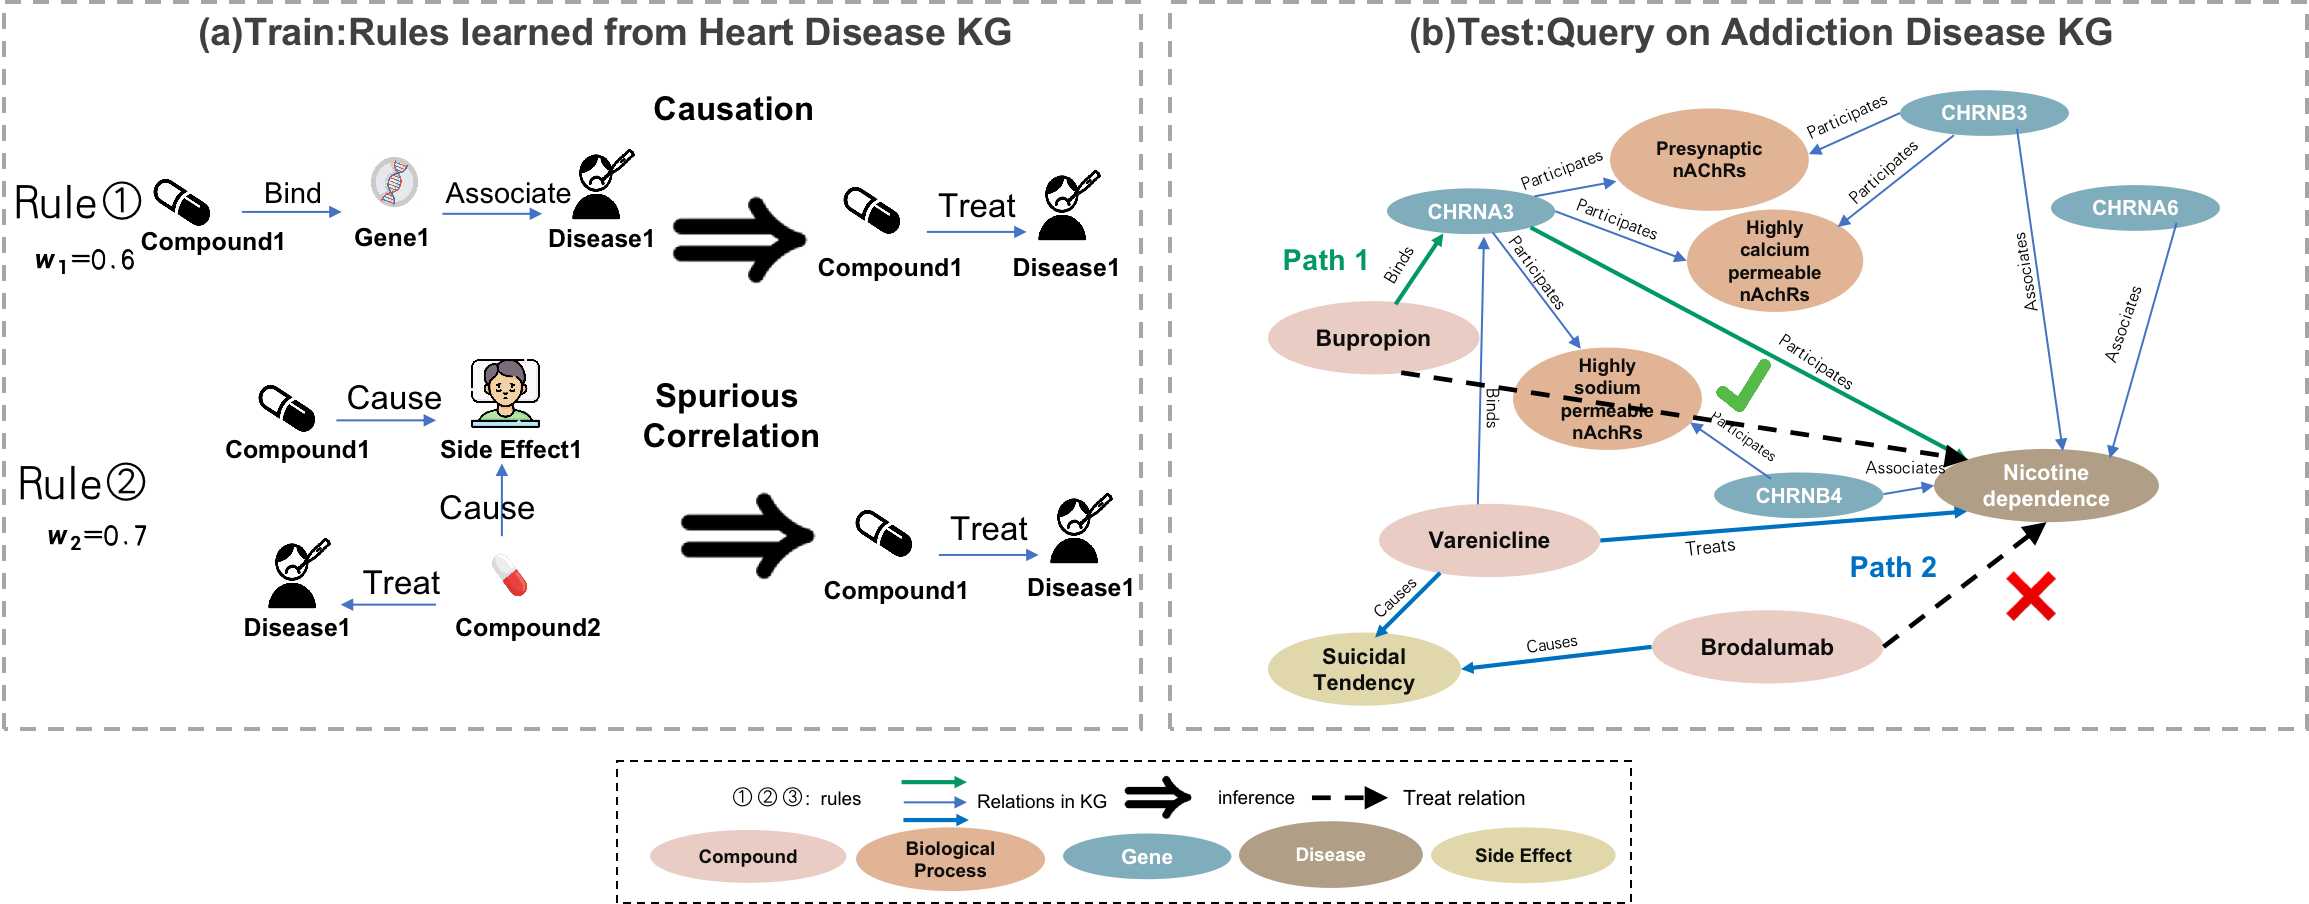 (a)Train:Rules learned from Heart Disease KG
Causation
Rule①
w1=0.6
Compound1
Bind
Gene1
Associate
Disease1
Compound1
Treat
Disease1
Rule②
w2=0.7
Compound1
Cause
Side Effect1
Cause
Disease1
Treat
Compound2
Spurious
Correlation
Compound1
Treat
Disease1
(b)Test:Query on Addiction Disease KG
CHRNB3
Participates
Participates
Presynaptic
nAChRs
Participates
CHRNA3
Participates
Highly
calcium
permeable
nAchRs
CHRNA6
Associates
Associates
Path 1
Binds
Participates
Bupropion
Participates
Highly
sodium
permeable
nAchRs
Binds
Participates
Associates
CHRNB4
Nicotine
dependence
Varenicline
Treats
Path 2
Causes
Suicidal
Tendency
Causes
Brodalumab
① ② ③: rules
Relations in KG
inference
Treat relation
Compound
Biological
Process
Gene
Disease
Side Effect